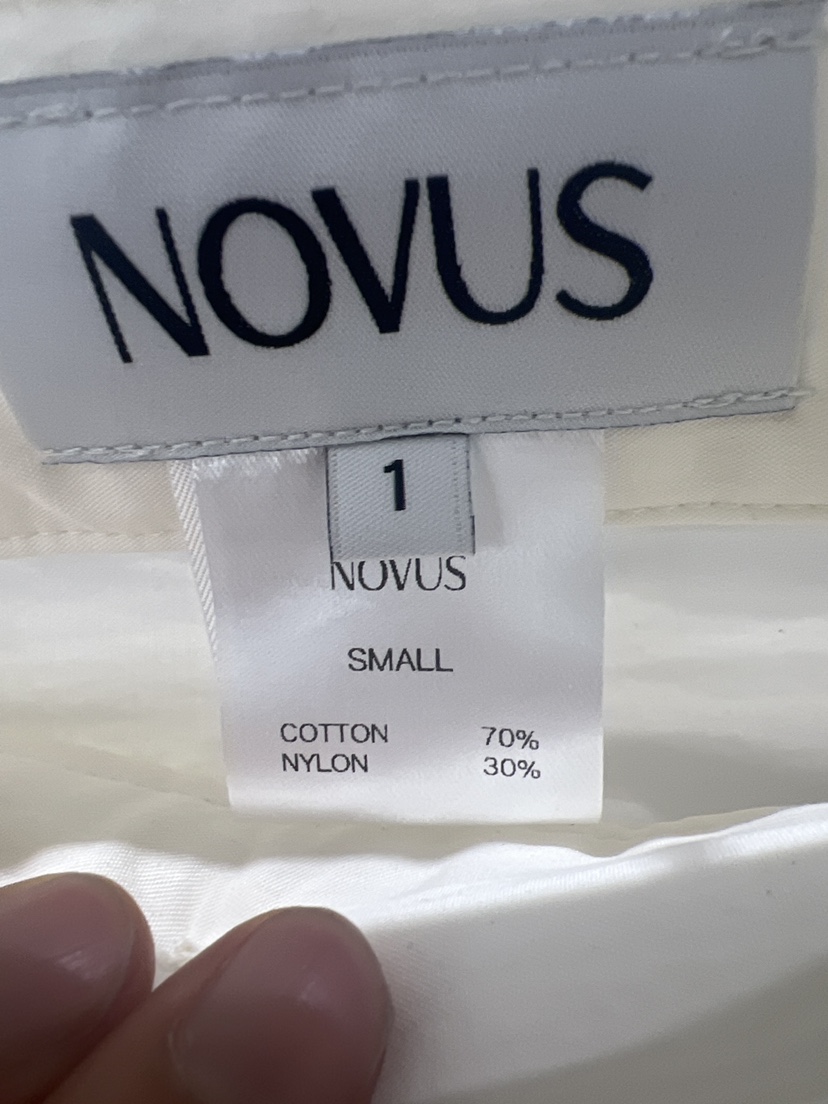 NOVUS
1
NOVUS
SMALL
COTTON 70%
NYLON 30%